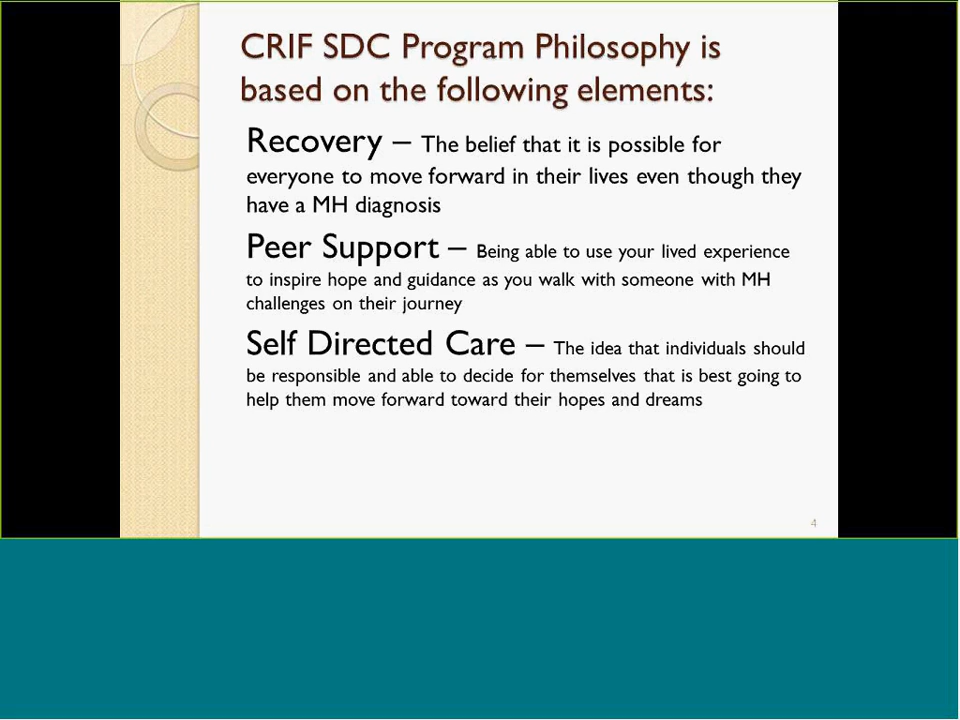 CRIF SDC Program Philosophy is
based on the following elements:
Recovery – The belief that it is possible for
everyone to move forward in their lives even though they
have a MH diagnosis
Peer Support – Being able to use your lived experience
to inspire hope and guidance as you walk with someone with MH
challenges on their journey
Self Directed Care – The idea that individuals should
be responsible and able to decide for themselves that is best going to
help them move forward toward their hopes and dreams
4